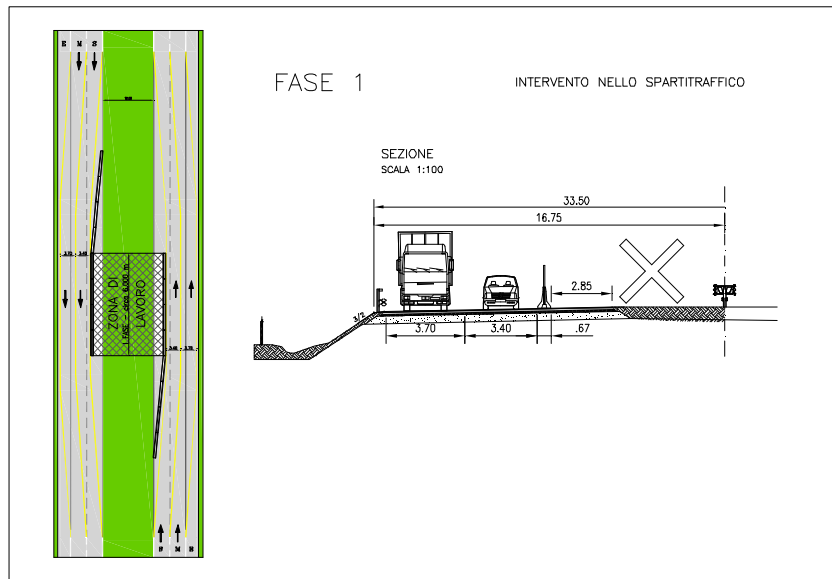 E M S
FASE 1
INTERVENTO NELLO SPARTITRAFFICO
SEZIONE
SCALA 1:100
33.50
16.75
2.85
3/2
3.70 3.40 .67
ZONA DI
LAVORO